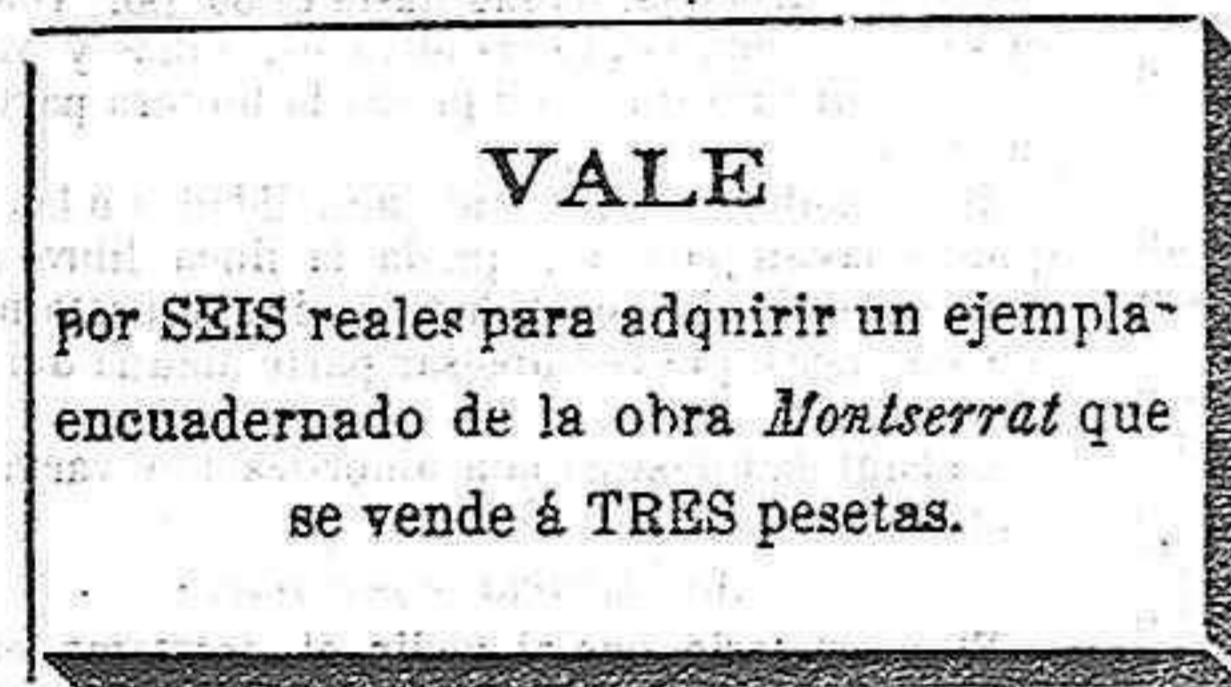 VALE
por SEIS reales para adquirir un ejempla-
encuadernado de la obra Montserrat que
se vende á TRES pesetas.